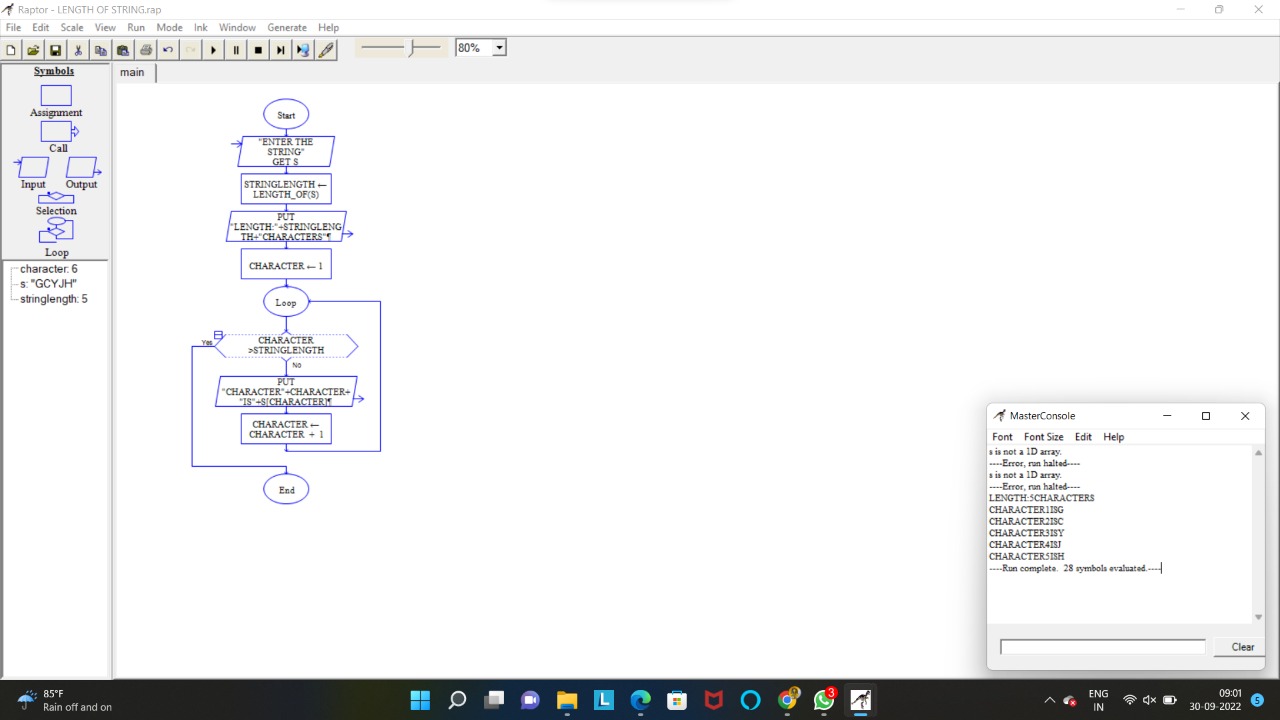 Raptor - LENGTH OF STRING.rap
File Edit Scale View Run Mode Ink Window Generate Help
80%
Symbols
Assignment
Call
Input Output
Selection
Loop
character: 6
s: "GCYJH"
stringlength: 5
main
Start
"ENTER THE
STRING"
GET S
STRINGLENGTH ←
LENGTH_OF(S)
PUT
"LENGTH:"+STRINGLENG
TH+"CHARACTERS"¶
CHARACTER ← 1
Loop
CHARACTER
>STRINGLENGTH
Yes
No
PUT
"CHARACTER"+CHARACTER+
"IS"+S[CHARACTER]¶
CHARACTER ←
CHARACTER + 1
End
MasterConsole
Font Font Size Edit Help
s is not a 1D array.
----Error, run halted----
s is not a 1D array.
----Error, run halted----
LENGTH:5CHARACTERS
CHARACTER1ISG
CHARACTER2ISC
CHARACTER3ISY
CHARACTER4ISJ
CHARACTER5ISH
----Run complete. 28 symbols evaluated.----
Clear
85°F
Rain off and on
L
3
ENG
IN
09:01
30-09-2022
5